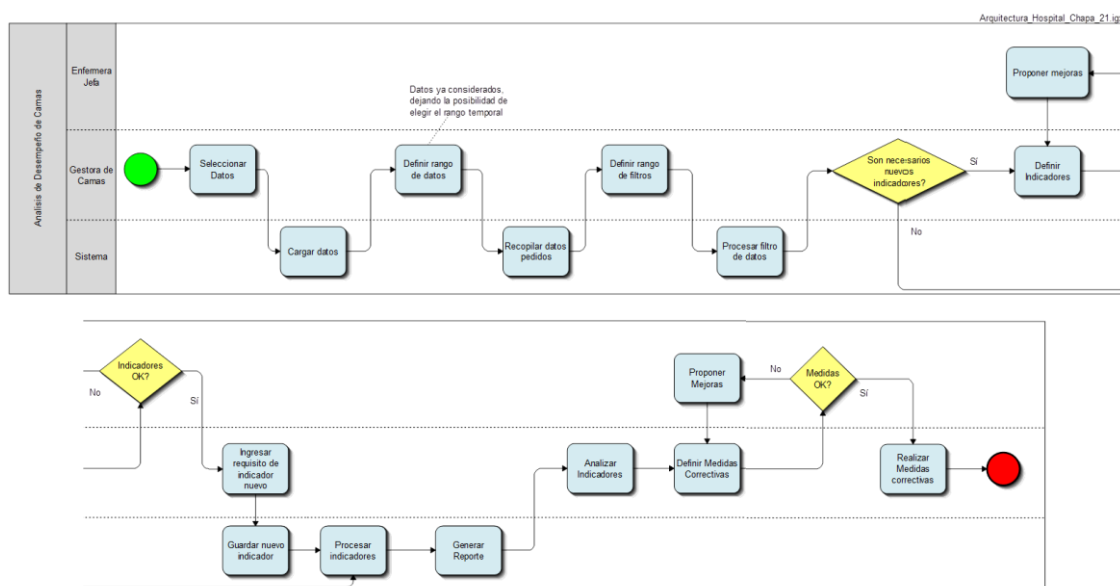 Arquitectura_Hospital_Chapa_21.ig
Analisis de Desempeño de Camas
Enfermera
Jefa
Proponer mejoras
Datos ya considerados,
dejando la posibilidad de
elegir el rango temporal
Gestora de
Camas
Seleccionar
Datos
Definir rango
de datos
Definir rango
de filtros
Son necesarios
nuevos
indicadores?
Sí
No
Definir
Indicadores
Sistema
Cargar datos
Recopilar datos
pedidos
Procesar filtro
de datos
Indicadores
OK?
No
Sí
Proponer
Mejoras
No
Medidas
OK?
Sí
Ingresar
requisito de
indicador
nuevo
Analizar
Indicadores
Definir Medidas
Correctivas
Realizar
Medidas
correctivas
Guardar nuevo
indicador
Procesar
indicadores
Generar
Reporte